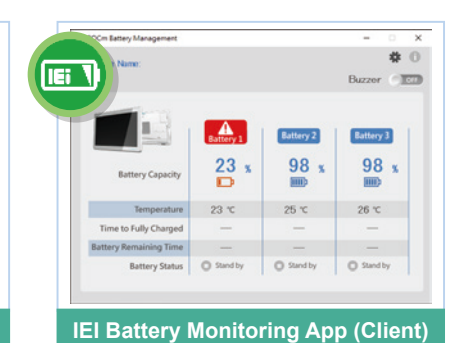 POCm Battery Management
Name:
Buzzer OFF
iEi
Battery 1 Battery 2 Battery 3
Battery Capacity 23 % 98 % 98 %
Temperature 23 ℃ 25 ℃ 26 ℃
Time to Fully Charged — — —
Battery Remaining Time — — —
Battery Status Stand by Stand by Stand by
IEI Battery Monitoring App (Client)